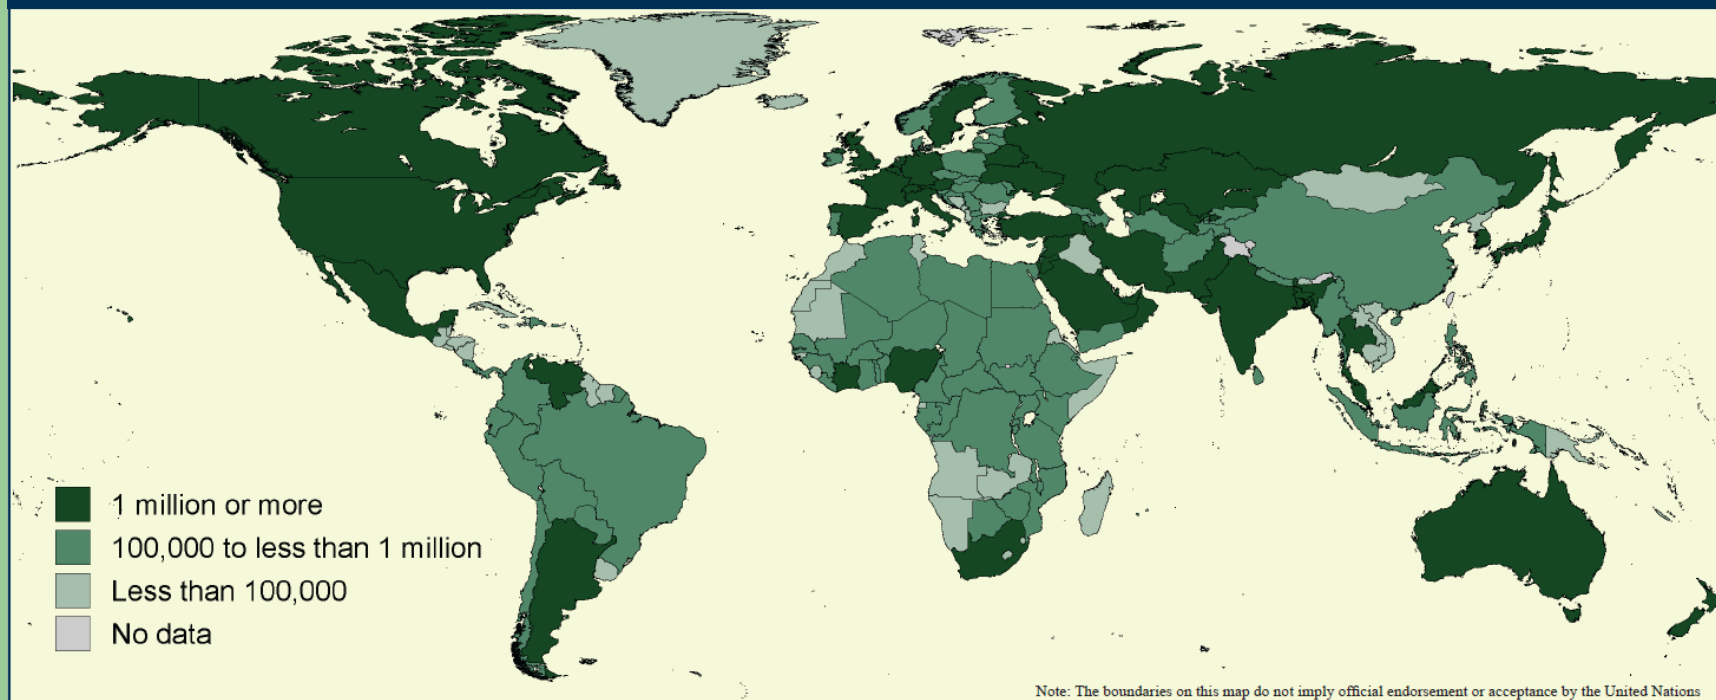 1 million or more
100,000 to less than 1 million
Less than 100,000
No data
Note: The boundaries on this map do not imply official endorsement or acceptance by the United Nations